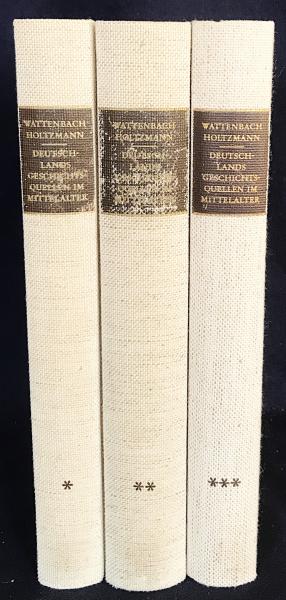 WATTENBACH
HOLTZMANN
DEUTSCH-
LANDS
GESCHICHTS-
QUELLEN IM
MITTELALTER
*
WATTENBACH
HOLTZMANN
**
WATTENBACH
HOLTZMANN
DEUTSCH-
LANDS
GESCHICHTS-
QUELLEN IM
MITTELALTER
***